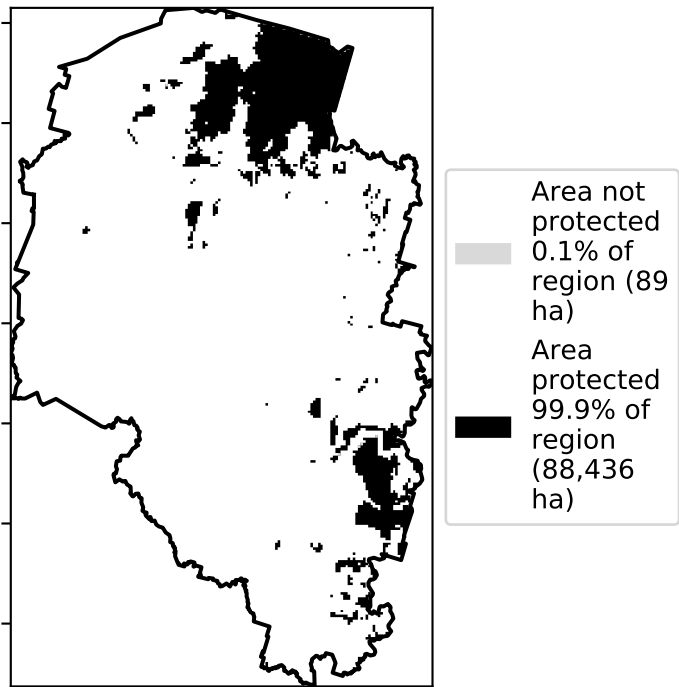 Area not
protected
0.1% of
region (89
ha)
Area
protected
99.9% of
region
(88,436
ha)